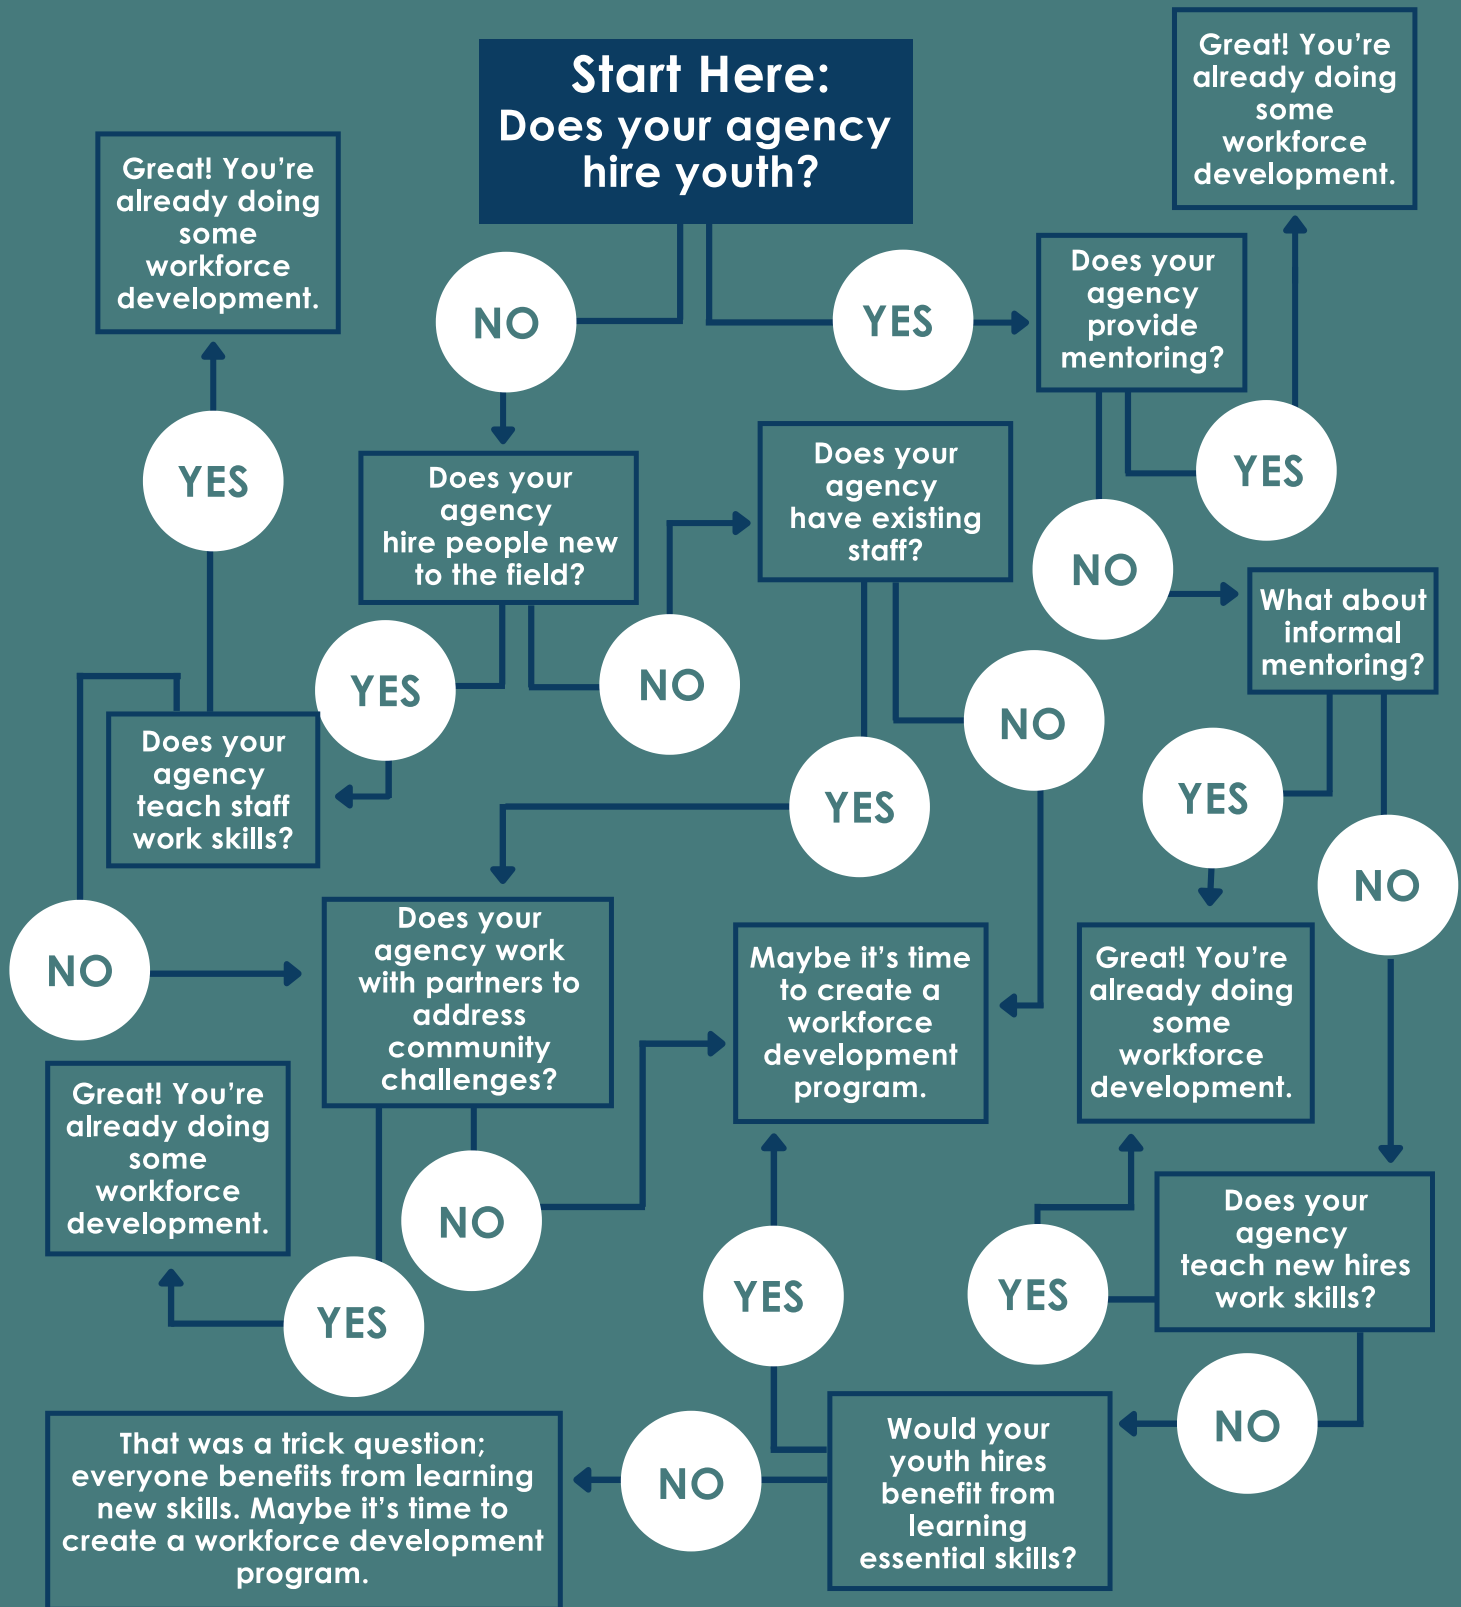 Start Here:
Does your agency
hire youth?
Great! You're
already doing
some
workforce
development.
Great! You're
already doing
some
workforce
development.
NO
YES
Does your
agency
provide
mentoring?
YES
Does your
agency
hire people new
to the field?
Does your
agency
have existing
staff?
YES
NO
What about
informal
mentoring?
YES
NO
NO
Does your
agency
teach staff
work skills?
YES
YES
NO
NO
Does your
agency work
with partners to
address
community
challenges?
Maybe it's time
to create a
workforce
development
program.
Great! You're
already doing
some
workforce
development.
Great! You're
already doing
some
workforce
development.
NO
YES
YES
YES
Does your
agency
teach new hires
work skills?
That was a trick question;
everyone benefits from learning
new skills. Maybe it's time to
create a workforce development
program.
NO
Would your
youth hires
benefit from
learning
essential skills?
NO